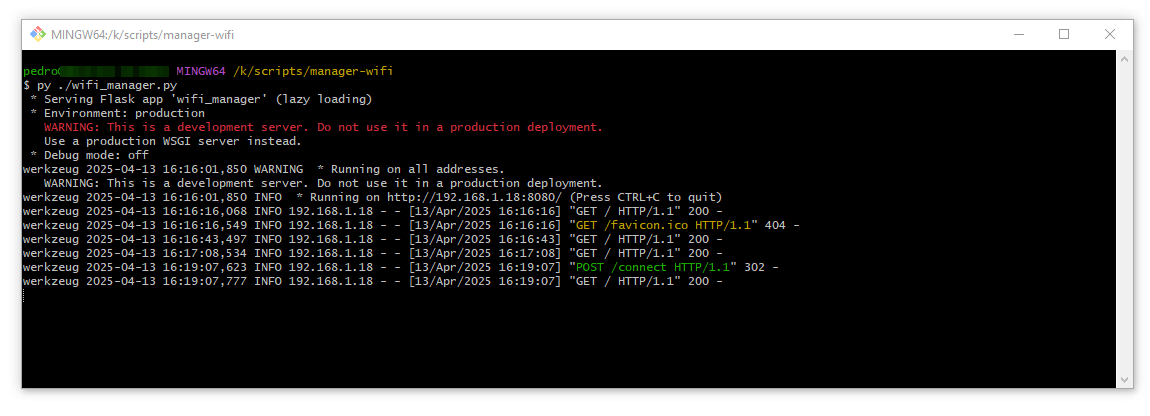 MINGW64:/k/scripts/manager-wifi
pedro MINGW64 /k/scripts/manager-wifi
$ py ./wifi_manager.py
 * Serving Flask app 'wifi_manager' (lazy loading)
 * Environment: production
   WARNING: This is a development server. Do not use it in a production deployment.
   Use a production WSGI server instead.
 * Debug mode: off
werkzeug 2025-04-13 16:16:01,850 WARNING  * Running on all addresses.
   WARNING: This is a development server. Do not use it in a production deployment.
werkzeug 2025-04-13 16:16:01,850 INFO  * Running on http://192.168.1.18:8080/ (Press CTRL+C to quit)
werkzeug 2025-04-13 16:16:16,068 INFO 192.168.1.18 - - [13/Apr/2025 16:16:16] "GET / HTTP/1.1" 200 -
werkzeug 2025-04-13 16:16:16,549 INFO 192.168.1.18 - - [13/Apr/2025 16:16:16] "GET /favicon.ico HTTP/1.1" 404 -
werkzeug 2025-04-13 16:16:43,497 INFO 192.168.1.18 - - [13/Apr/2025 16:16:43] "GET / HTTP/1.1" 200 -
werkzeug 2025-04-13 16:17:08,534 INFO 192.168.1.18 - - [13/Apr/2025 16:17:08] "GET / HTTP/1.1" 200 -
werkzeug 2025-04-13 16:19:07,623 INFO 192.168.1.18 - - [13/Apr/2025 16:19:07] "POST /connect HTTP/1.1" 302 -
werkzeug 2025-04-13 16:19:07,777 INFO 192.168.1.18 - - [13/Apr/2025 16:19:07] "GET / HTTP/1.1" 200 -